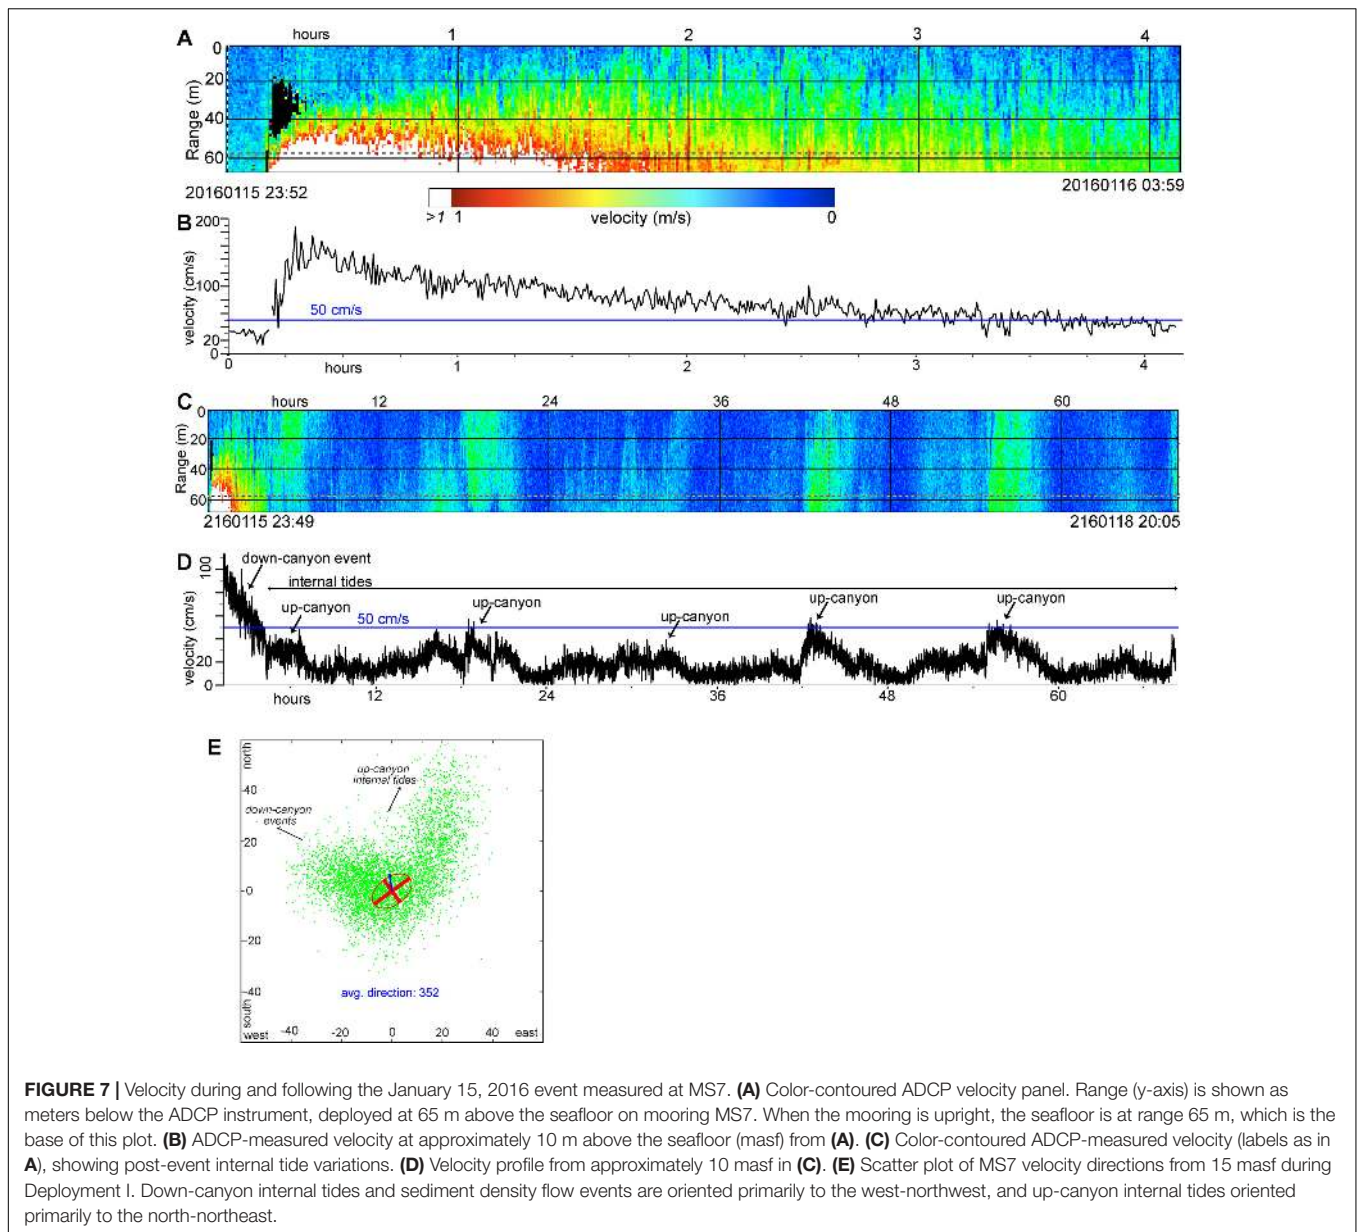 A
hours 1 2 3 4
0
20
40
60
Range (m)
20160115 23:52
20160116 03:59
>1 1 velocity (m/s) 0
B
200
100
20
0
velocity (cm/s)
50 cm/s
0 hours 1 2 3 4
C
hours 12 24 36 48 60
0
20
40
60
Range (m)
2160115 23:49
2160118 20:05
D
100
20
0
velocity (cm/s)
down-canyon event
internal tides
up-canyon
50 cm/s
up-canyon
up-canyon
up-canyon
up-canyon
hours 12 24 36 48 60
E
north
up-canyon
internal tides
down-canyon
events
40
20
-0
-20
-40
avg. direction: 352
south
west -40 -20 0 20 40 east
FIGURE 7 | Velocity during and following the January 15, 2016 event measured at MS7. (A) Color-contoured ADCP velocity panel. Range (y-axis) is shown as
meters below the ADCP instrument, deployed at 65 m above the seafloor on mooring MS7. When the mooring is upright, the seafloor is at range 65 m, which is the
base of this plot. (B) ADCP-measured velocity at approximately 10 m above the seafloor (masf) from (A). (C) Color-contoured ADCP-measured velocity (labels as in
A), showing post-event internal tide variations. (D) Velocity profile from approximately 10 masf in (C). (E) Scatter plot of MS7 velocity directions from 15 masf during
Deployment I. Down-canyon internal tides and sediment density flow events are oriented primarily to the west-northwest, and up-canyon internal tides oriented
primarily to the north-northeast.